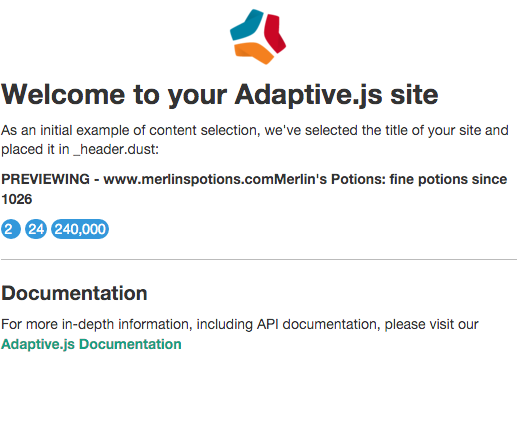 Welcome to your Adaptive.js site
As an initial example of content selection, we've selected the title of your site and
placed it in _header.dust:
PREVIEWING - www.merlinspotions.comMerlin's Potions: fine potions since
1026
2 24 240,000
Documentation
For more in-depth information, including API documentation, please visit our
Adaptive.js Documentation